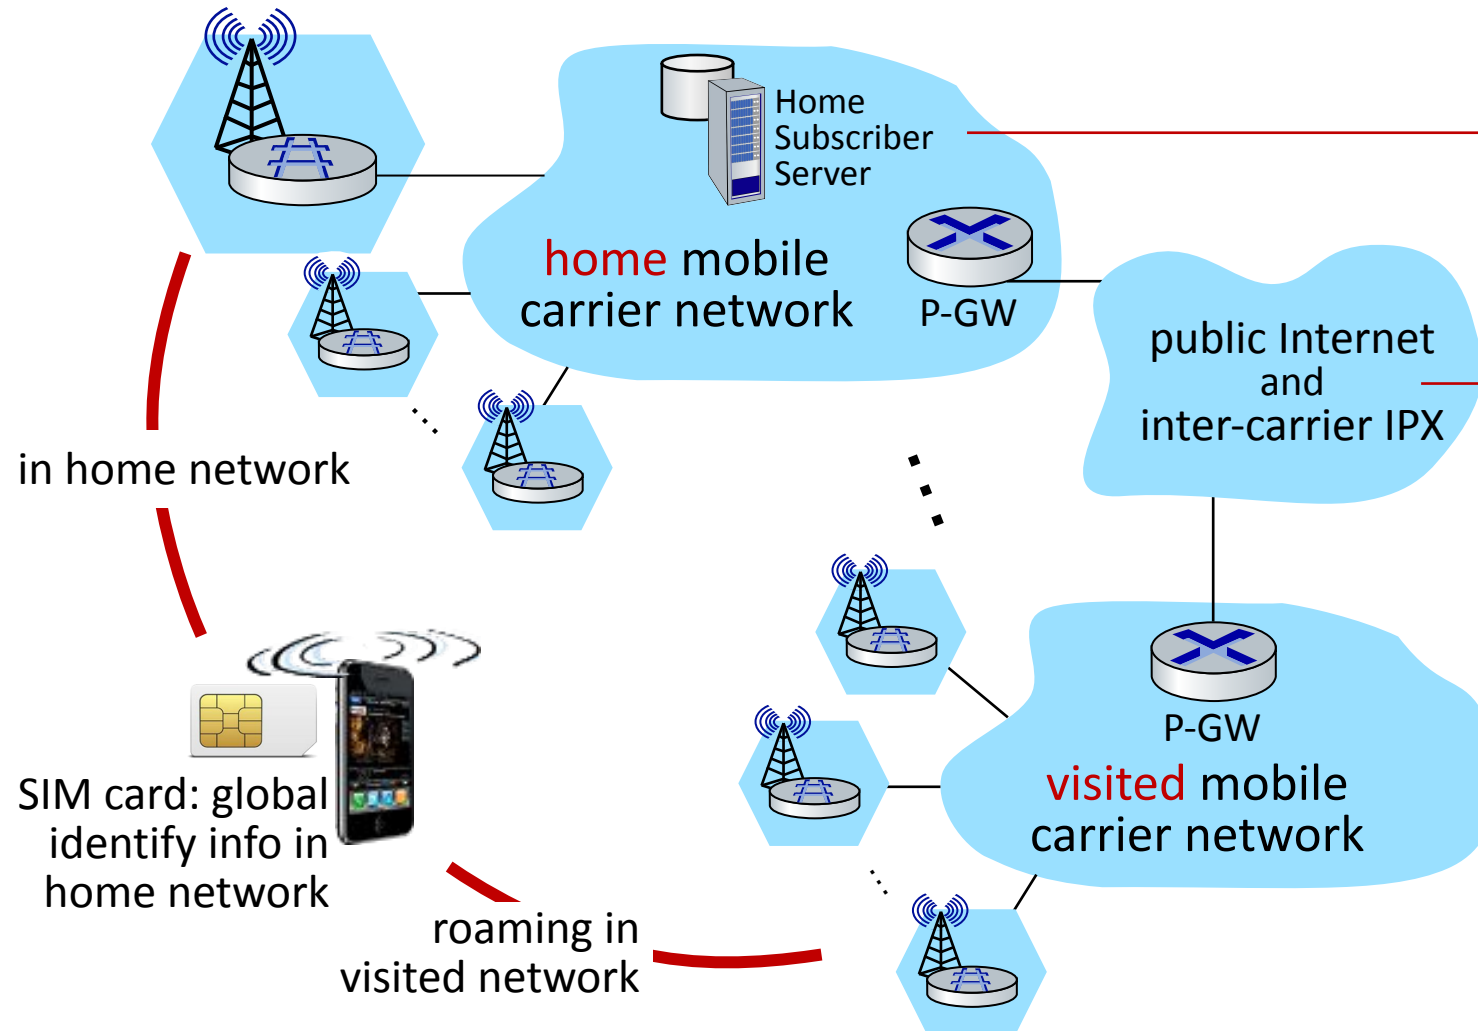 Home
Subscriber
Server
home mobile
carrier network
P-GW
public Internet
and
inter-carrier IPX
in home network
P-GW
visited mobile
carrier network
SIM card: global
identify info in
home network
roaming in
visited network